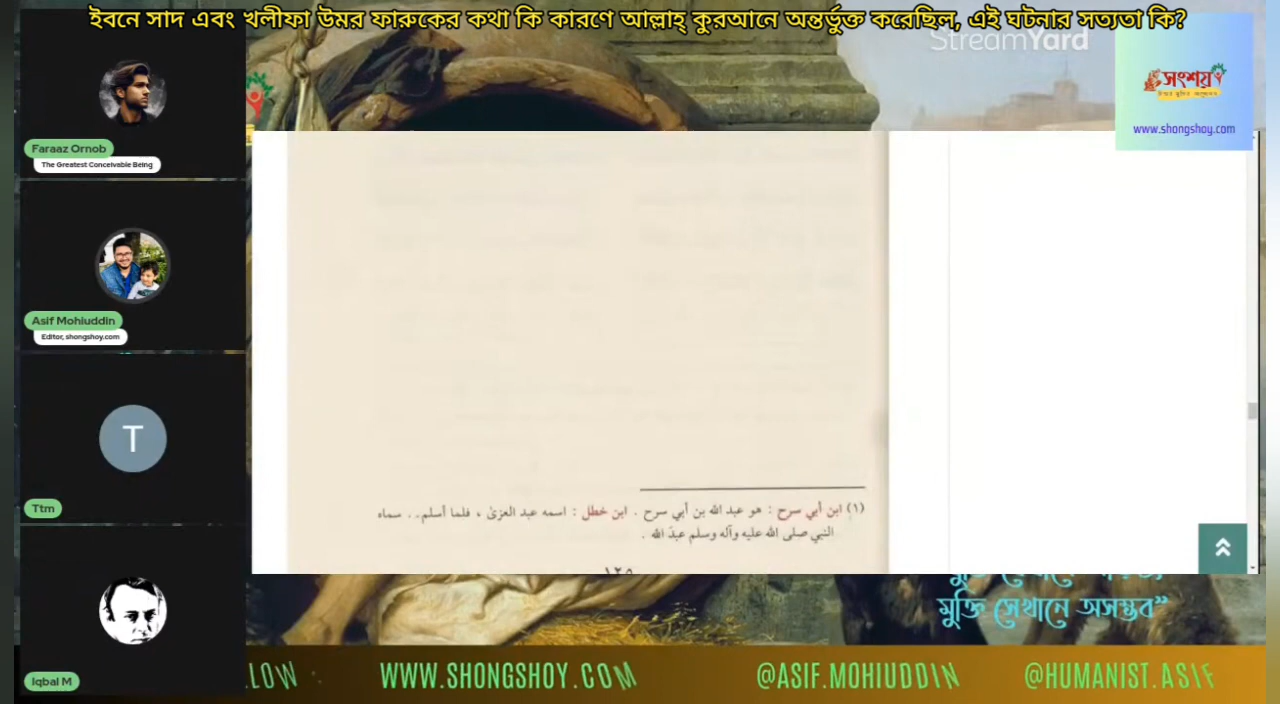 ইবনে সাদ এবং খলীফা উমর ফারুকের কথা কি কারণে আল্লাহ্ কুরআনে অন্তর্ভুক্ত করেছিল, এই ঘটনার সত্যতা কি?
StreamYard
সংশয়
www.shongshoy.com
Faraaz Ornob
The Greatest Conceivable Being
Asif Mohiuddin
Editor, shongshoy.com
T
Ttm
Iqbal M
(١) ابن أبي سرح : هو عبد الله بن أبي سرح . ابن خطل : اسمه عبد العزىٰ ، فلما أسلم.. سماه
النبي صلى الله عليه وآله وسلم عبدَ الله .
١٢٥
মুক্তি সেখানে অসম্ভব”
LOW :
WWW.SHONGSHOY.COM
@ASIF.MOHIUDDIN
@HUMANIST.ASIF